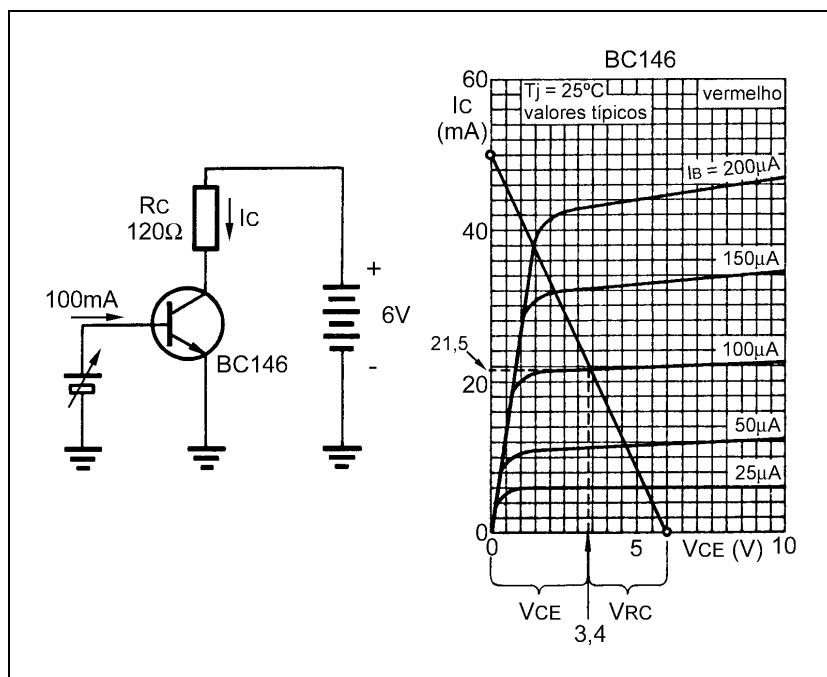 BC146
60
IC
(mA)
Tj = 25ºC
valores típicos
vermelho
IB = 200µA
RC
120Ω
IC
40
150µA
100mA
+
6V
-
BC146
21,5
100µA
20
50µA
25µA
0
0
5
VCE (V)
10
VCE
VRC
3,4